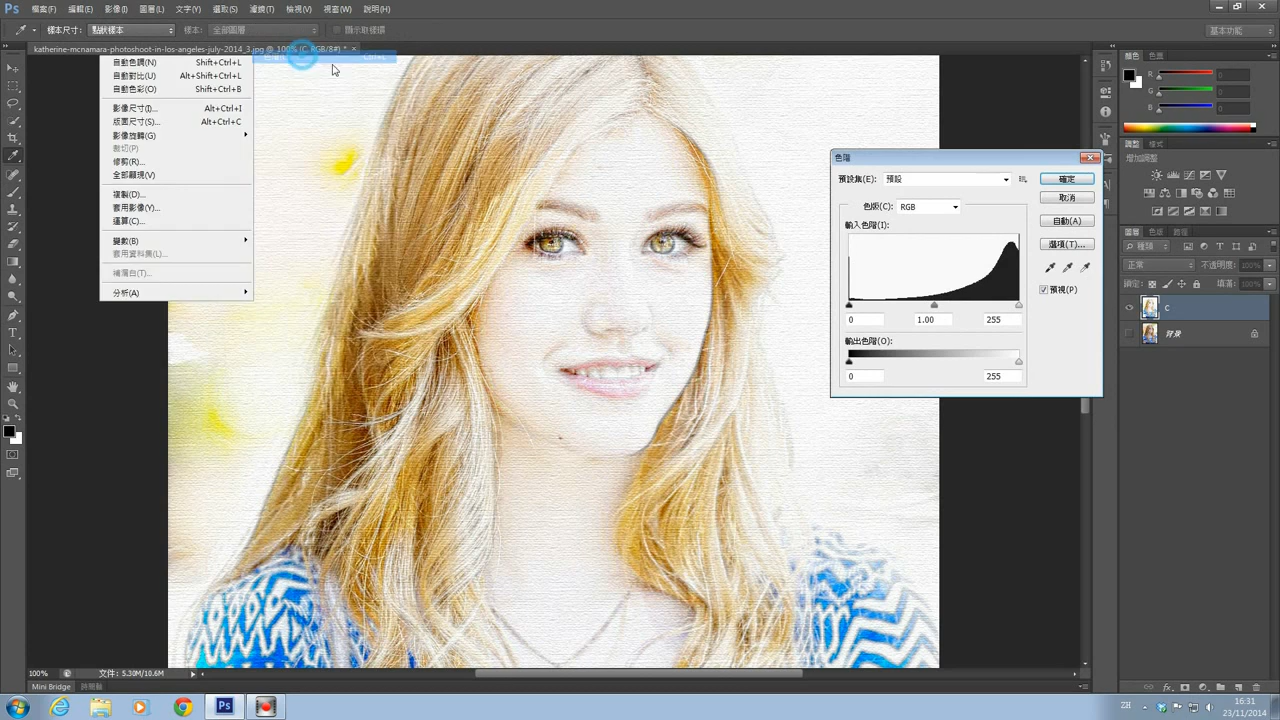 Ps 檔案(F) 編輯(E) 影像(I) 圖層(L) 文字(Y) 選取(S) 濾鏡(T) 檢視(V) 視窗(W) 說明(H)
樣本尺寸: 點狀樣本 樣本: 全部圖層 顯示取樣環 基本功能
katherine-mcnamara-photoshoot-in-los-angeles-july-2014_3.jpg @ 100% (C, RGB/8#) * ×
Ctrl+L
自動色調(N) Shift+Ctrl+L
自動對比(U) Alt+Shift+Ctrl+L
自動色彩(O) Shift+Ctrl+B
影像尺寸(I)... Alt+Ctrl+I
版面尺寸(S)... Alt+Ctrl+C
影像旋轉(G)
裁切(P)
修剪(R)...
全部顯現(V)
複製(D)...
套用影像(Y)...
運算(C)...
變數(B)
套用資料集(L)...
補漏白(T)...
分析(A)
色階
預設集(E): 預設
確定
取消
自動(A)
選項(T)...
預視(P)
色版(C): RGB
輸入色階(I):
0 1.00 255
輸出色階(O):
0 255
顏色 色票
R 0
G 0
B 0
調整 樣式
增加調整
圖層 色版 路徑
種類
正常 不透明度: 100%
鎖定: 填滿: 100%
C
背景
100% 文件: 5.30M/10.6M
Mini Bridge 時間軸
ZH
16:31
23/11/2014